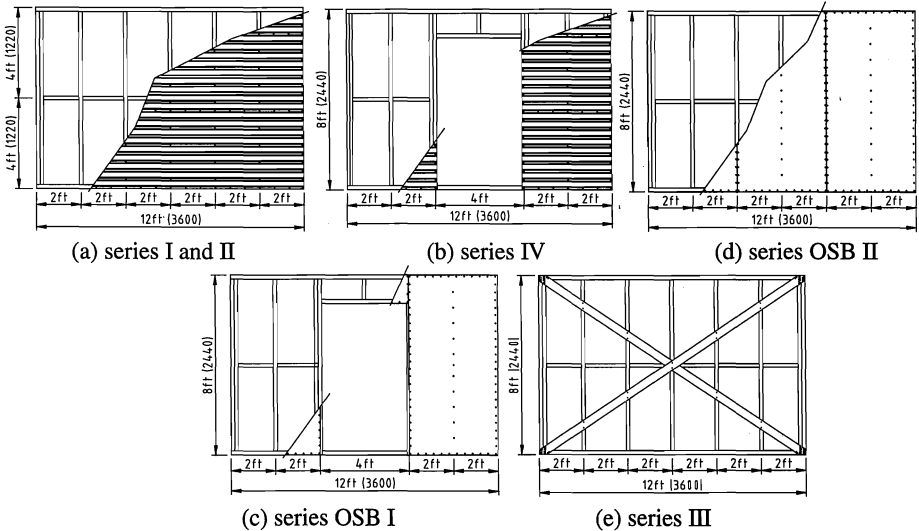 4ft (1220)
4ft (1220)
2ft 2ft 2ft 2ft 2ft 2ft
12ft (3600)
(a) series I and II
8ft (2440)
2ft 2ft 4ft 2ft 2ft
12ft (3600)
(b) series IV
8ft (2440)
2ft 2ft 2ft 2ft 2ft 2ft
12ft (3600)
(d) series OSB II
8ft (2440)
2ft 2ft 4ft 2ft 2ft
12ft (3600)
(c) series OSB I
8ft |2440|
2ft 2ft 2ft 2ft 2ft 2ft
12ft (3600|
(e) series III